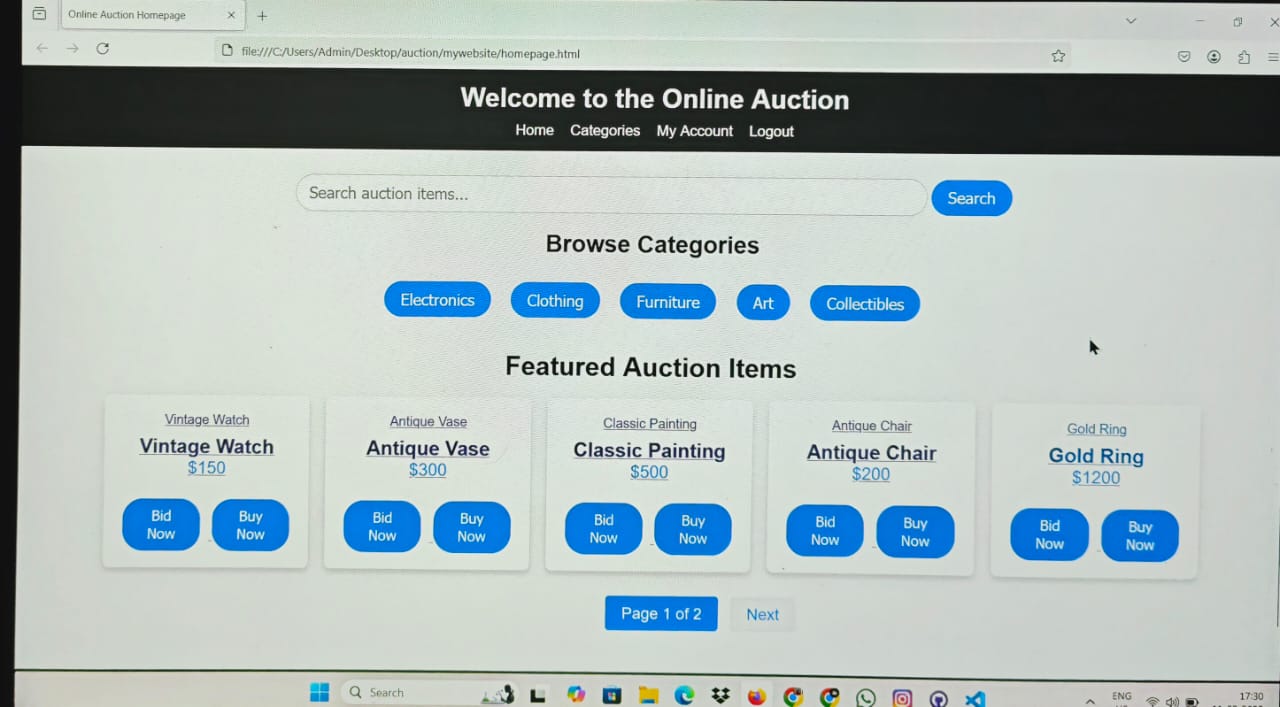 Online Auction Homepage
file:///C:/Users/Admin/Desktop/auction/mywebsite/homepage.html
Welcome to the Online Auction
Home Categories My Account Logout
Search auction items... Search
Browse Categories
Electronics Clothing Furniture Art Collectibles
Featured Auction Items
Vintage Watch
Vintage Watch
$150
Bid Now
Buy Now
Antique Vase
Antique Vase
$300
Bid Now
Buy Now
Classic Painting
Classic Painting
$500
Bid Now
Buy Now
Antique Chair
Antique Chair
$200
Bid Now
Buy Now
Gold Ring
Gold Ring
$1200
Bid Now
Buy Now
Page 1 of 2 Next
Search
ENG
17:30